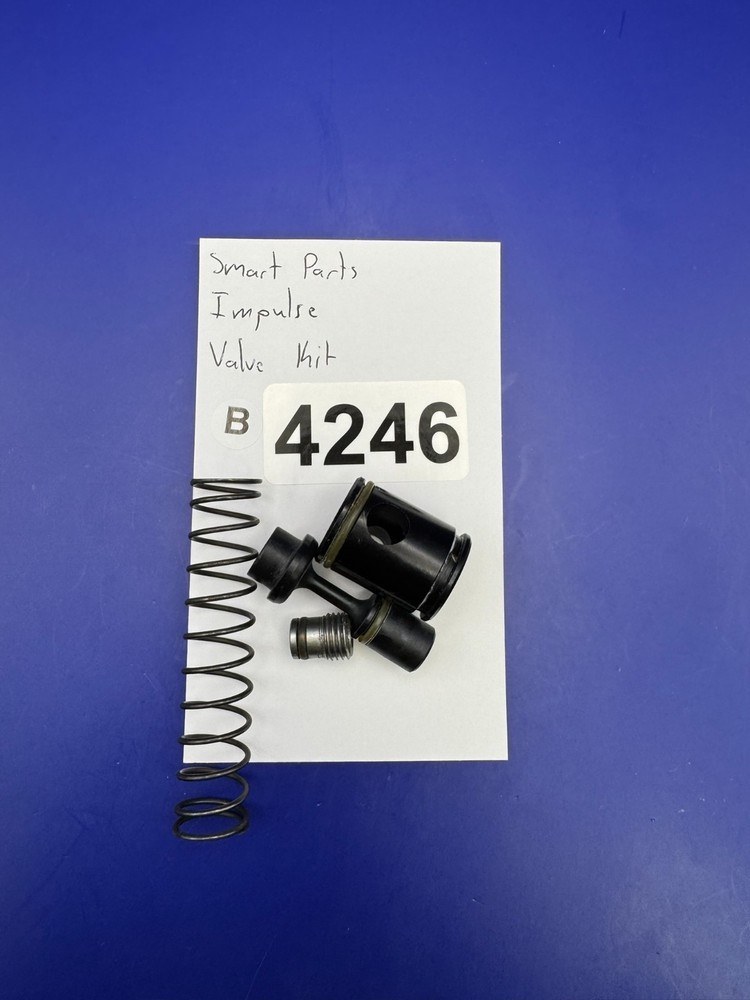 Smart Parts
Impulse
Valve Kit
B 4246